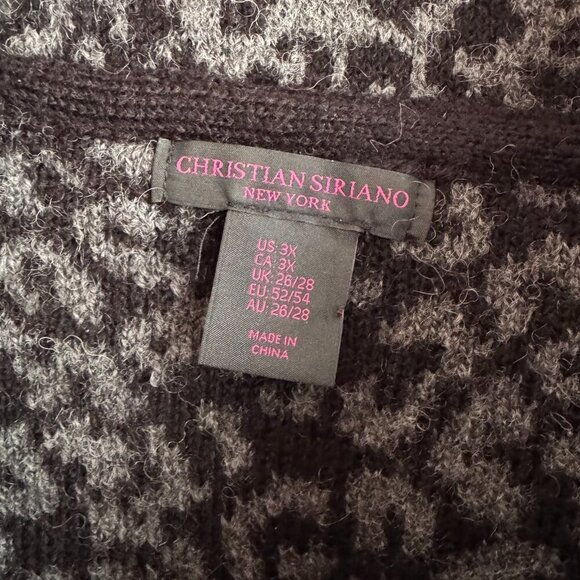 CHRISTIAN SIRIANO
NEW YORK
US: 3X
CA: 3X
UK: 26/28
EU: 52/54
AU: 26/28
MADE IN
CHINA